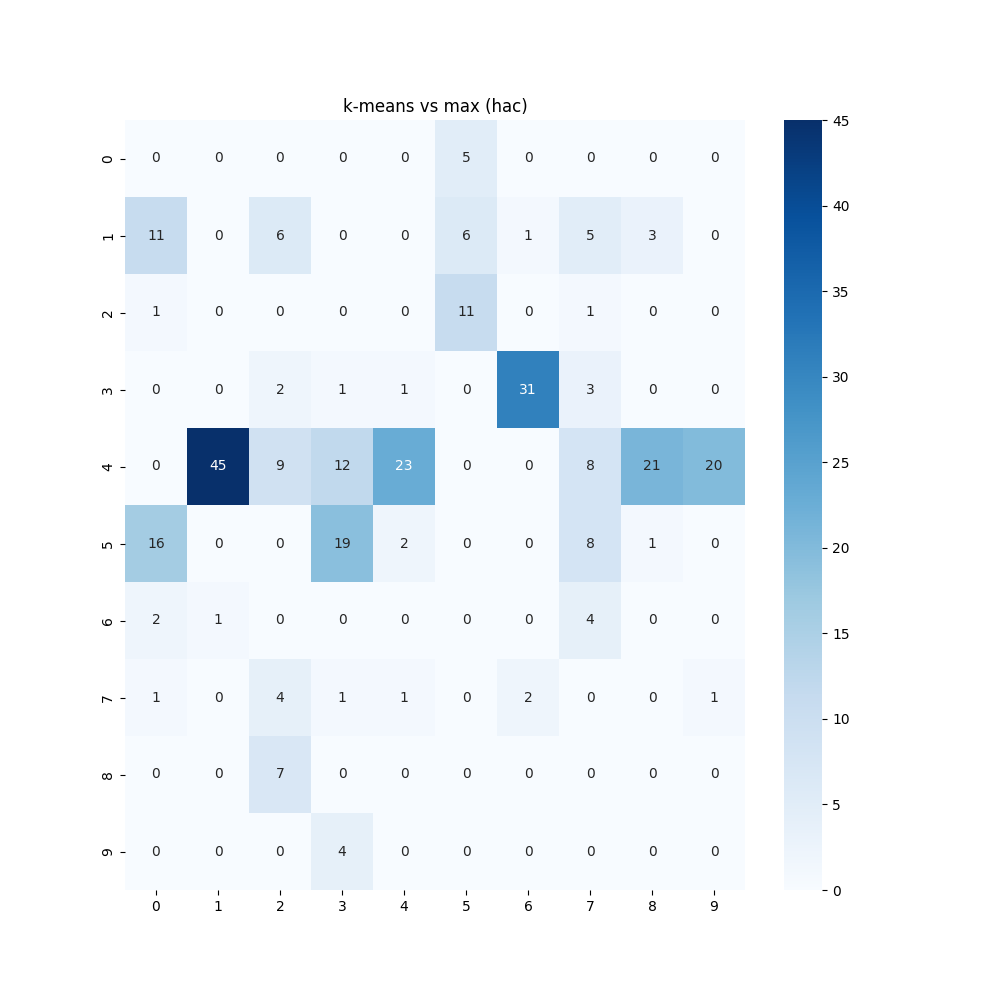 k-means vs max (hac)
0 0 0 0 0 0 5 0 0 0 0
1 11 0 6 0 0 6 1 5 3 0
2 1 0 0 0 0 11 0 1 0 0
3 0 0 2 1 1 0 31 3 0 0
4 0 45 9 12 23 0 0 8 21 20
5 16 0 0 19 2 0 0 8 1 0
6 2 1 0 0 0 0 0 4 0 0
7 1 0 4 1 1 0 2 0 0 1
8 0 0 7 0 0 0 0 0 0 0
9 0 0 0 4 0 0 0 0 0 0
0 1 2 3 4 5 6 7 8 9
45
40
35
30
25
20
15
10
5
0